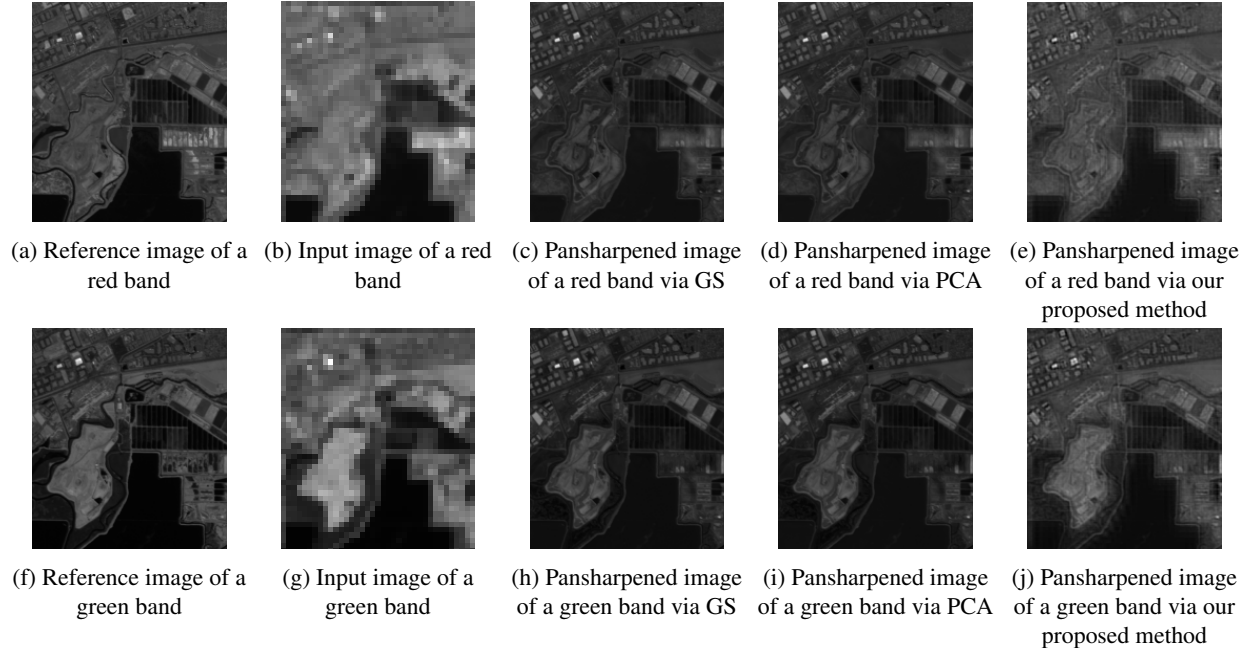 (a) Reference image of a
red band
(b) Input image of a red
band
(c) Pansharpened image
of a red band via GS
(d) Pansharpened image
of a red band via PCA
(e) Pansharpened image
of a red band via our
proposed method
(f) Reference image of a
green band
(g) Input image of a
green band
(h) Pansharpened image
of a green band via GS
(i) Pansharpened image
of a green band via PCA
(j) Pansharpened image
of a green band via our
proposed method